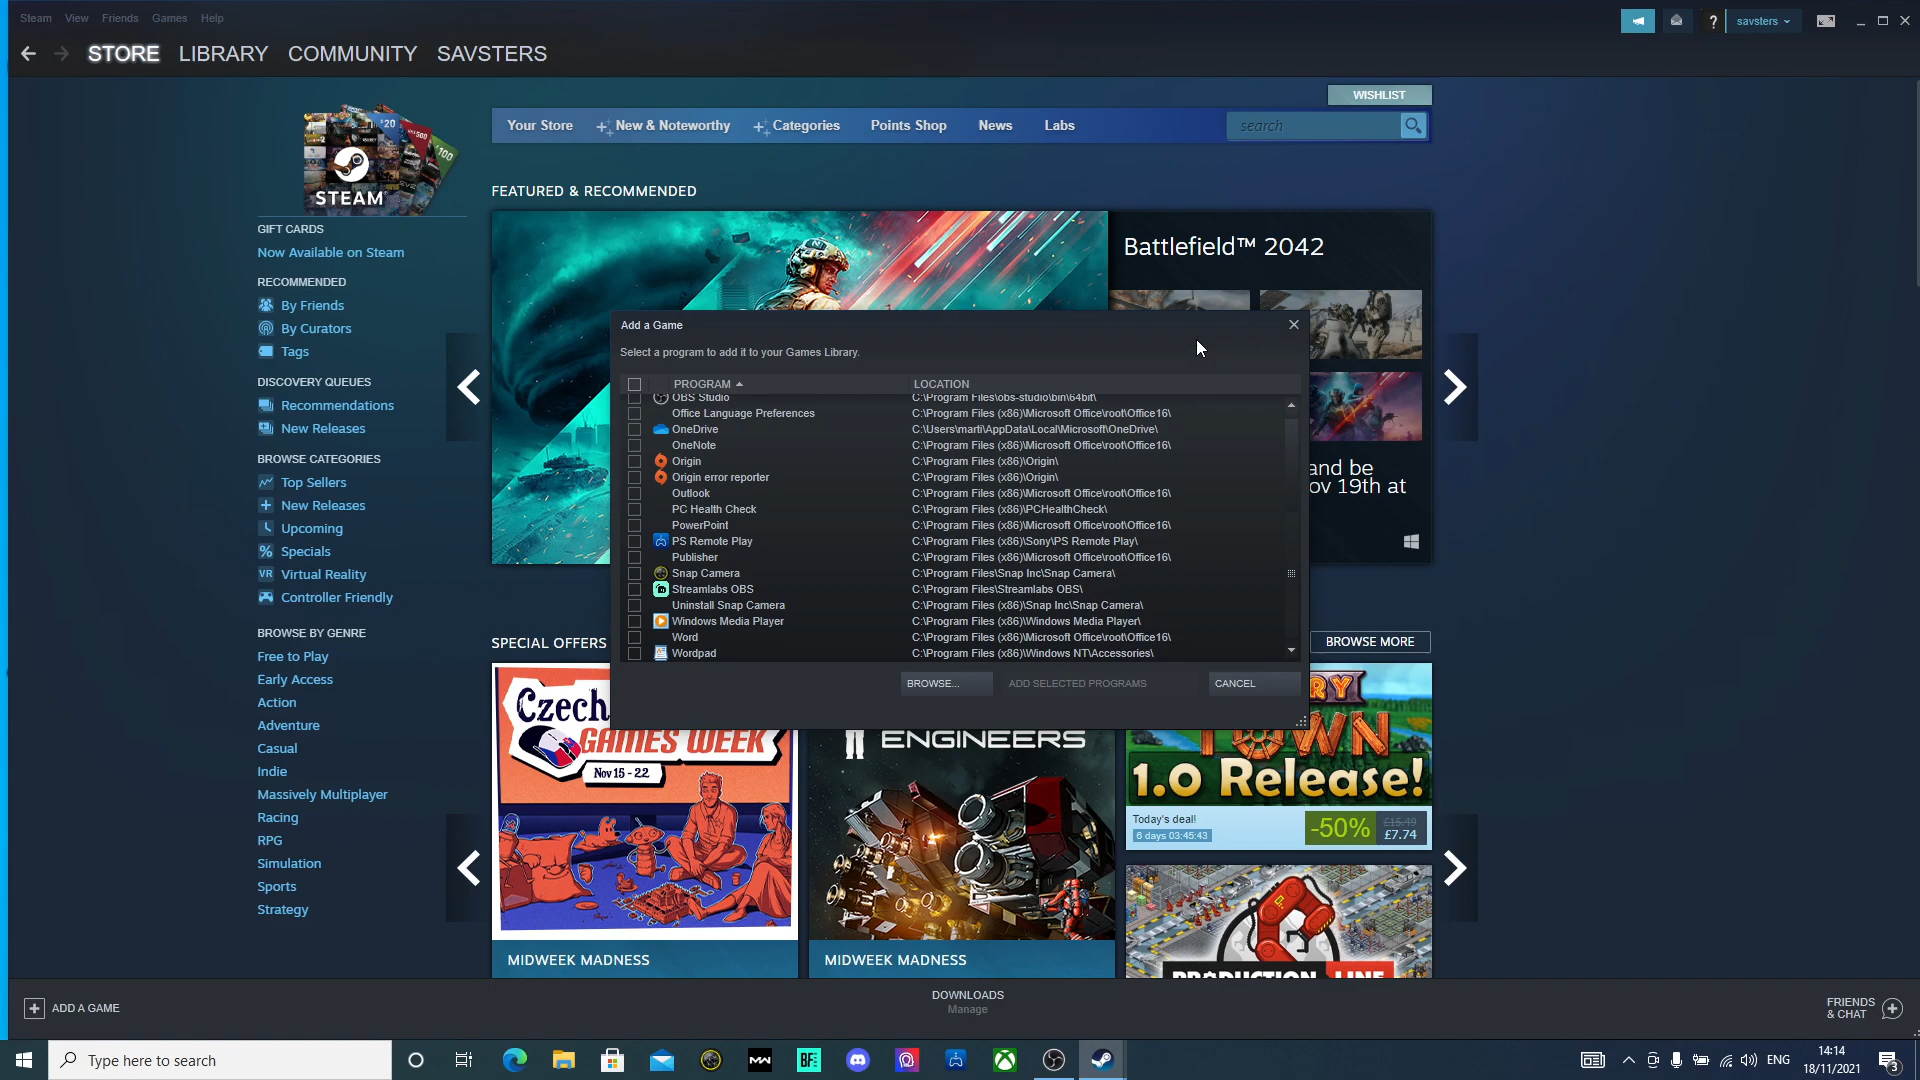 Steam View Friends Games Help
savsters
STORE LIBRARY COMMUNITY SAVSTERS
WISHLIST
Your Store New & Noteworthy Categories Points Shop News Labs search
$20
500
100
STEAM
GIFT CARDS
Now Available on Steam
RECOMMENDED
By Friends
By Curators
Tags
DISCOVERY QUEUES
Recommendations
New Releases
BROWSE CATEGORIES
Top Sellers
New Releases
Upcoming
Specials
VR Virtual Reality
Controller Friendly
BROWSE BY GENRE
Free to Play
Early Access
Action
Adventure
Casual
Indie
Massively Multiplayer
Racing
RPG
Simulation
Sports
Strategy
FEATURED & RECOMMENDED
Battlefield™ 2042
and be
ov 19th at
Add a Game
Select a program to add it to your Games Library.
PROGRAM LOCATION
OBS Studio C:\Program Files\obs-studio\bin\64bit\
Office Language Preferences C:\Program Files (x86)\Microsoft Office\root\Office16\
OneDrive C:\Users\marti\AppData\Local\Microsoft\OneDrive\
OneNote C:\Program Files (x86)\Microsoft Office\root\Office16\
Origin C:\Program Files (x86)\Origin\
Origin error reporter C:\Program Files (x86)\Origin\
Outlook C:\Program Files (x86)\Microsoft Office\root\Office16\
PC Health Check C:\Program Files (x86)\PCHealthCheck\
PowerPoint C:\Program Files (x86)\Microsoft Office\root\Office16\
PS Remote Play C:\Program Files (x86)\Sony\PS Remote Play\
Publisher C:\Program Files (x86)\Microsoft Office\root\Office16\
Snap Camera C:\Program Files\Snap Inc\Snap Camera\
Streamlabs OBS C:\Program Files\Streamlabs OBS\
Uninstall Snap Camera C:\Program Files (x86)\Snap Inc\Snap Camera\
Windows Media Player C:\Program Files (x86)\Windows Media Player\
Word C:\Program Files (x86)\Microsoft Office\root\Office16\
Wordpad C:\Program Files (x86)\Windows NT\Accessories\
BROWSE... ADD SELECTED PROGRAMS CANCEL
SPECIAL OFFERS
BROWSE MORE
Czech
GAMES WEEK
Nov 15 - 22
MIDWEEK MADNESS
ENGINEERS
MIDWEEK MADNESS
RY
TOWN
1.0 Release!
Today's deal!
6 days 03:45:43
-50% £15.49
£7.74
PRODUCTION LINE
ADD A GAME
DOWNLOADS
Manage
FRIENDS
& CHAT
Type here to search
MW
BF
ENG
14:14
18/11/2021
3